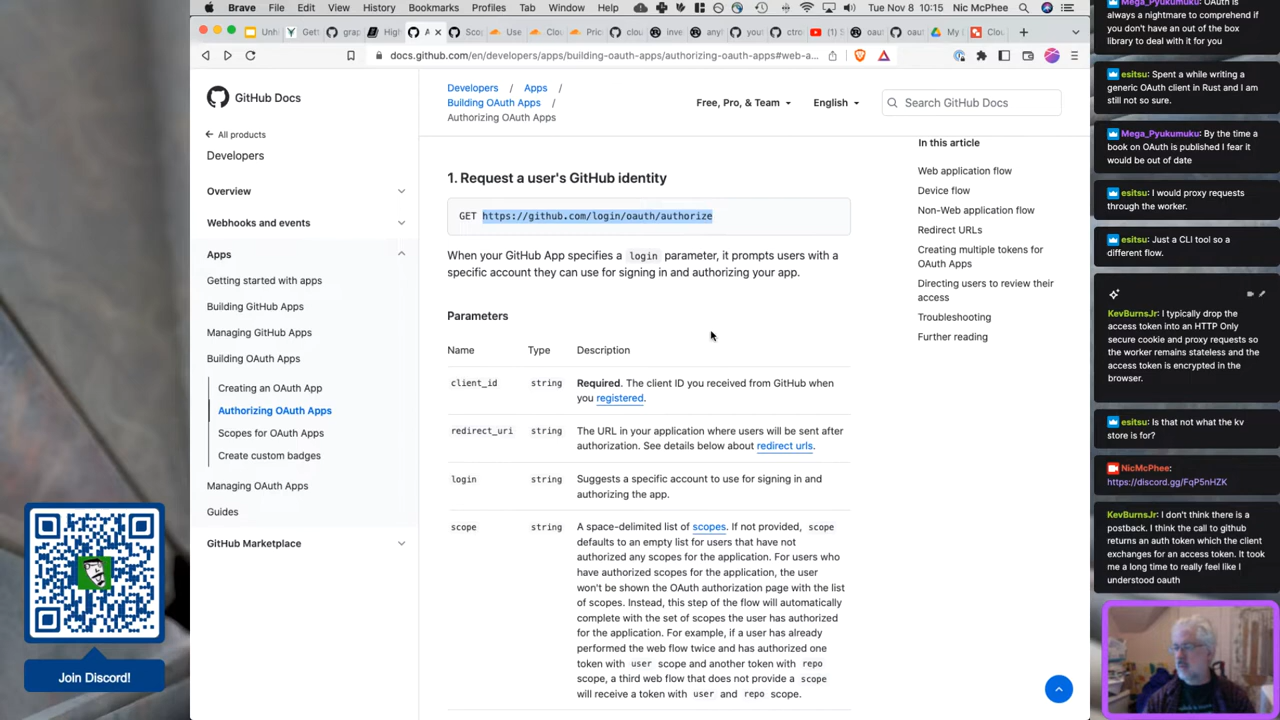 Brave File Edit View History Bookmarks Profiles Tab Window Help Tue Nov 8 10:15 Nic McPhee
docs.github.com/en/developers/apps/building-oauth-apps/authorizing-oauth-apps#web-a...
GitHub Docs
All products
Developers
Overview
Webhooks and events
Apps
Getting started with apps
Building GitHub Apps
Managing GitHub Apps
Building OAuth Apps
Creating an OAuth App
Authorizing OAuth Apps
Scopes for OAuth Apps
Create custom badges
Managing OAuth Apps
Guides
GitHub Marketplace
Developers / Apps /
Building OAuth Apps /
Authorizing OAuth Apps
Free, Pro, & Team
English
Search GitHub Docs
1. Request a user's GitHub identity
GET https://github.com/login/oauth/authorize
When your GitHub App specifies a login parameter, it prompts users with a
specific account they can use for signing in and authorizing your app.
Parameters
Name Type Description
client_id string Required. The client ID you received from GitHub when
you registered.
redirect_uri string The URL in your application where users will be sent after
authorization. See details below about redirect urls.
login string Suggests a specific account to use for signing in and
authorizing the app.
scope string A space-delimited list of scopes. If not provided, scope
defaults to an empty list for users that have not
authorized any scopes for the application. For users who
have authorized scopes for the application, the user
won't be shown the OAuth authorization page with the list
of scopes. Instead, this step of the flow will automatically
complete with the set of scopes the user has authorized
for the application. For example, if a user has already
performed the web flow twice and has authorized one
token with user scope and another token with repo
scope, a third web flow that does not provide a scope
will receive a token with user and repo scope.
In this article
Web application flow
Device flow
Non-Web application flow
Redirect URLs
Creating multiple tokens for
OAuth Apps
Directing users to review their
access
Troubleshooting
Further reading
Mega_Pyukumuku: OAuth is
always a nightmare to comprehend if
you don't have an out of the box
library to deal with it for you
esitsu: Spent a while writing a
generic OAuth client in Rust and I am
still not so sure.
Mega_Pyukumuku: By the time a
book on OAuth is published I fear it
would be out of date
esitsu: I would proxy requests
through the worker.
esitsu: Just a CLI tool so a
different flow.
KevBurnsJr: I typically drop the
access token into an HTTP Only
secure cookie and proxy requests so
the worker remains stateless and the
access token is encrypted in the
browser.
esitsu: Is that not what the kv
store is for?
NicMcPhee:
https://discord.gg/FqP5nHZK
KevBurnsJr: I don't think there is a
postback. I think the call to github
returns an auth token which the client
exchanges for an access token. It took
me a long time to really feel like I
understood oauth
Join Discord!